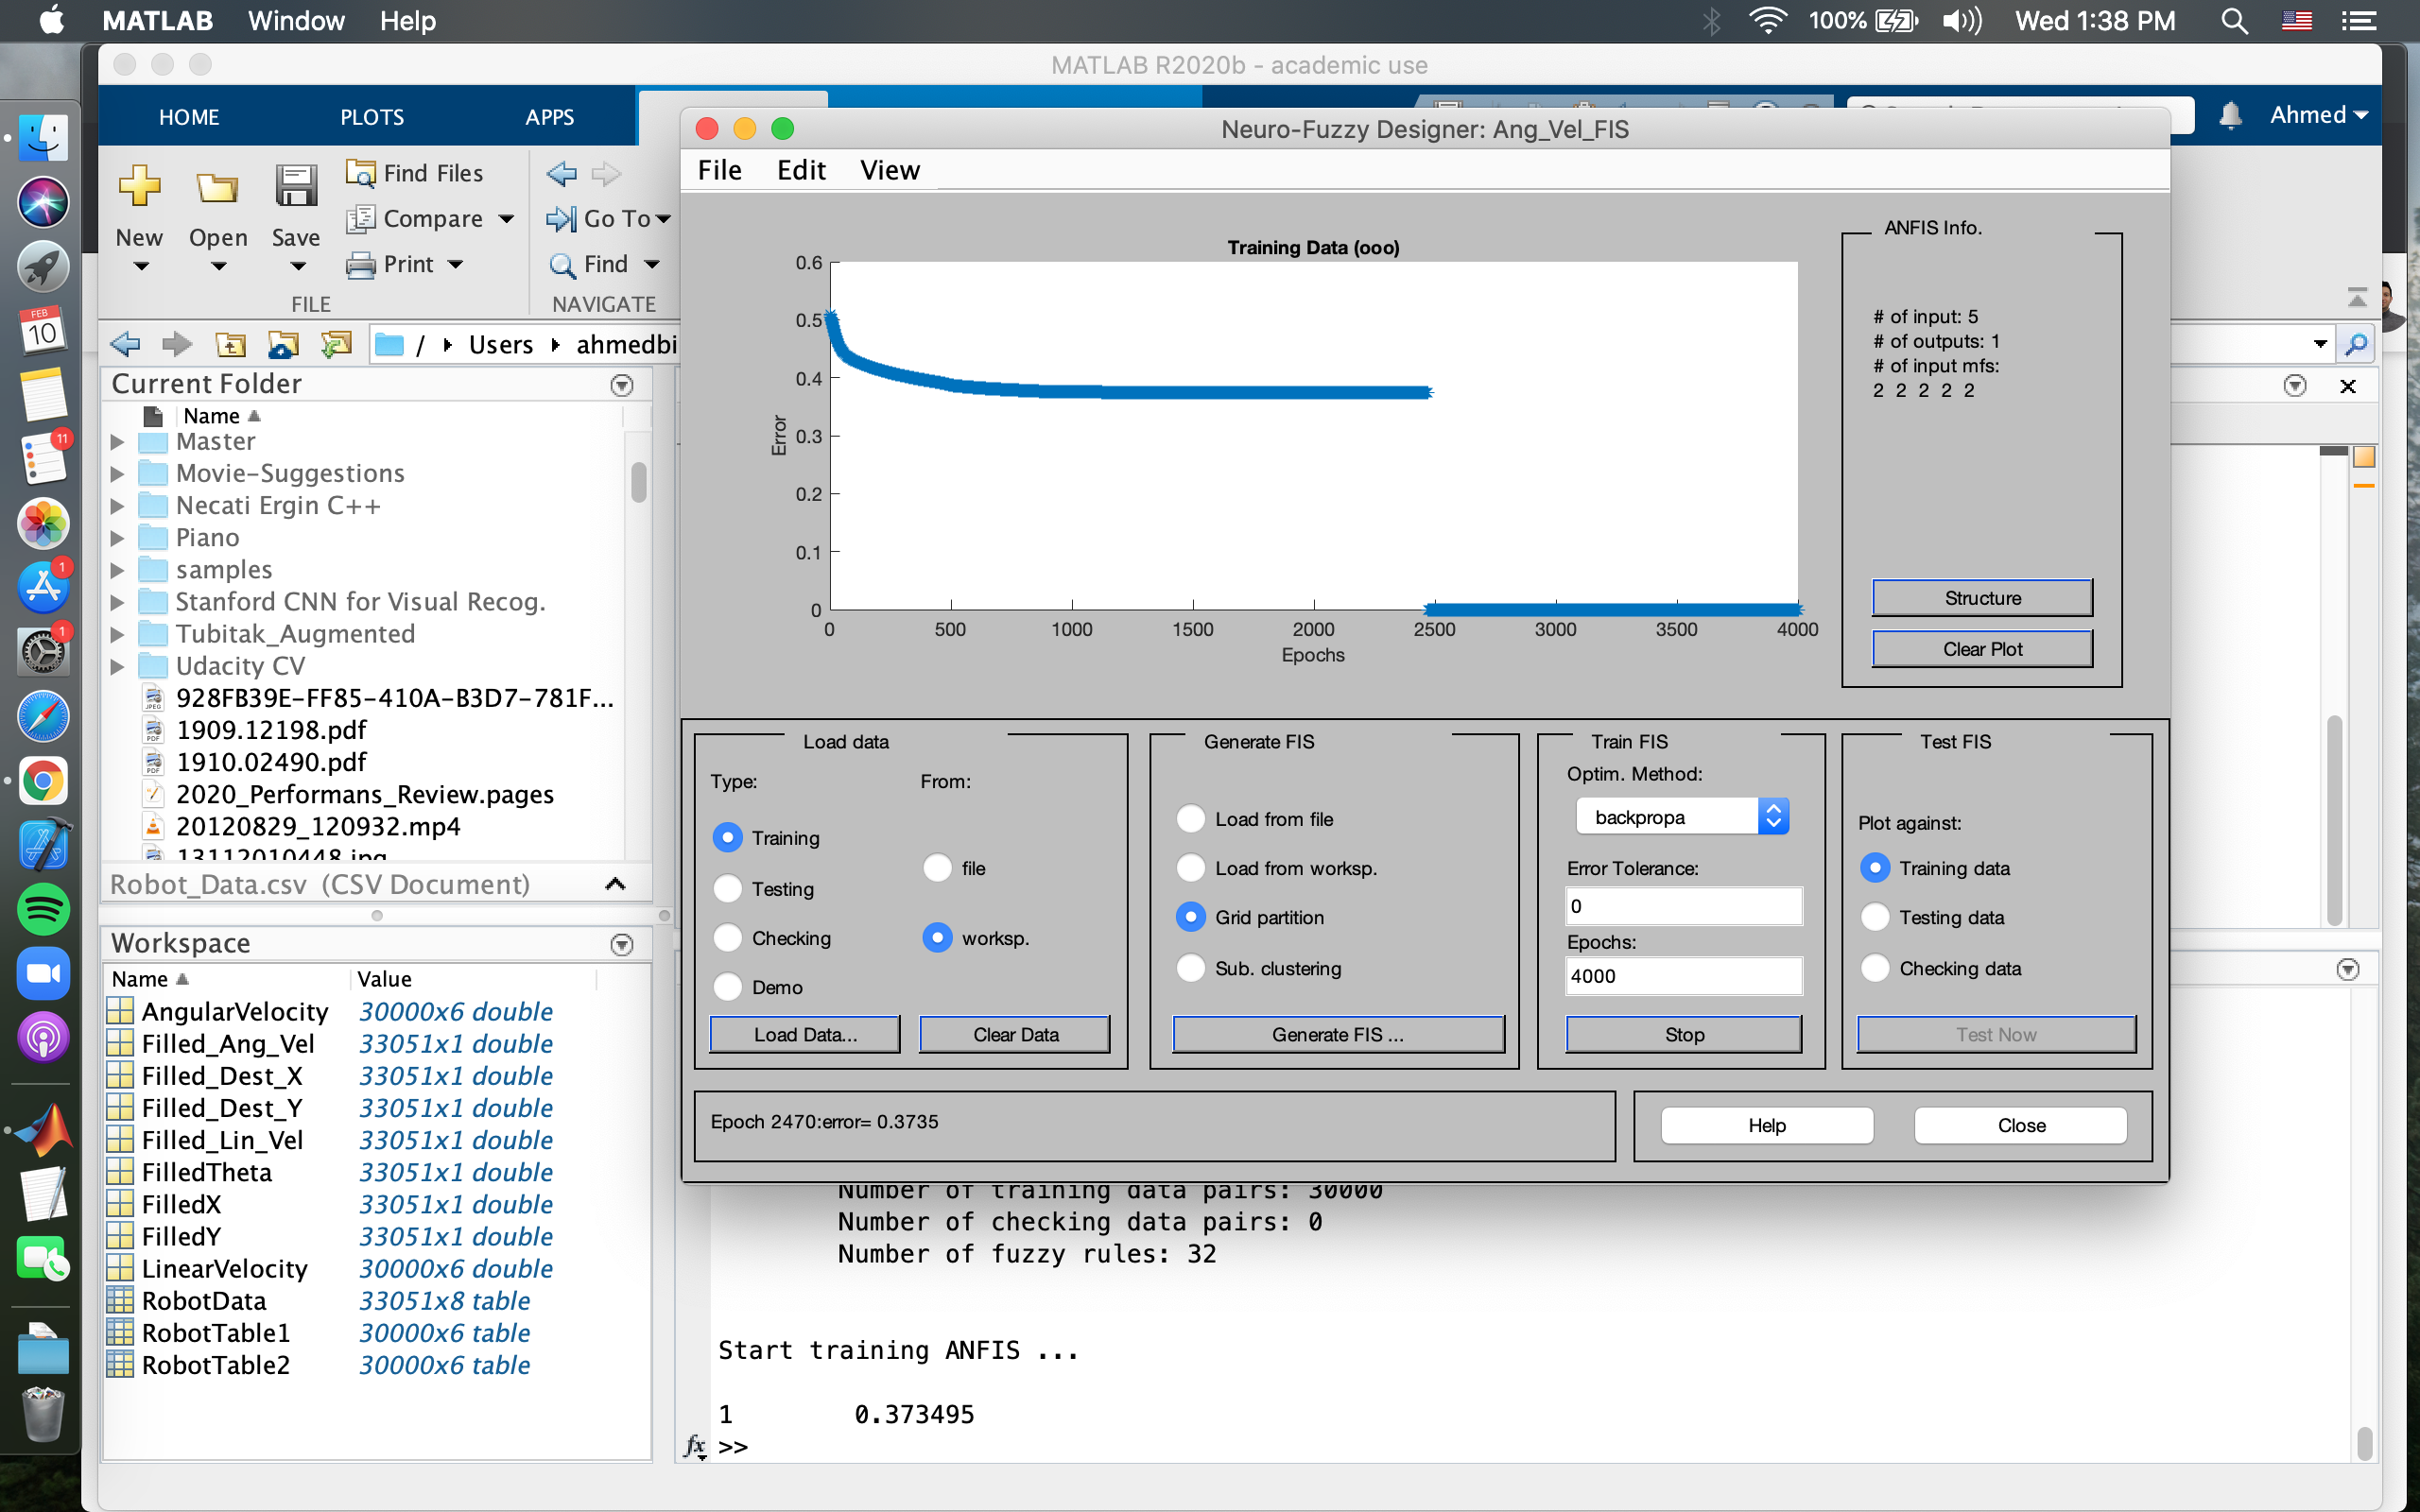 MATLAB Window Help 100% Wed 1:38 PM
MATLAB R2020b - academic use
HOME PLOTS APPS Ahmed
Neuro-Fuzzy Designer: Ang_Vel_FIS
File Edit View
New Open Save
Find Files
Compare
Print
Go To
Find
FILE NAVIGATE
/ Users ahmedbi
Current Folder
Name
Master
Movie-Suggestions
Necati Ergin C++
Piano
samples
Stanford CNN for Visual Recog.
Tubitak_Augmented
Udacity CV
928FB39E-FF85-410A-B3D7-781F...
1909.12198.pdf
1910.02490.pdf
2020_Performans_Review.pages
20120829_120932.mp4
13112010448.jpg
Robot_Data.csv (CSV Document)
Workspace
Name Value
AngularVelocity 30000x6 double
Filled_Ang_Vel 33051x1 double
Filled_Dest_X 33051x1 double
Filled_Dest_Y 33051x1 double
Filled_Lin_Vel 33051x1 double
FilledTheta 33051x1 double
FilledX 33051x1 double
FilledY 33051x1 double
LinearVelocity 30000x6 double
RobotData 33051x8 table
RobotTable1 30000x6 table
RobotTable2 30000x6 table
FEB
10
11
1
1
Training Data (ooo)
0.6
0.5
0.4
0.3
0.2
0.1
0
Error
0 500 1000 1500 2000 2500 3000 3500 4000
Epochs
ANFIS Info.
# of input: 5
# of outputs: 1
# of input mfs:
2 2 2 2 2
Structure
Clear Plot
Load data
Type: From:
Training
Testing
Checking
Demo
file
worksp.
Load Data... Clear Data
Generate FIS
Load from file
Load from worksp.
Grid partition
Sub. clustering
Generate FIS ...
Train FIS
Optim. Method:
backpropa
Error Tolerance:
0
Epochs:
4000
Stop
Test FIS
Plot against:
Training data
Testing data
Checking data
Test Now
Epoch 2470:error= 0.3735
Help Close
Number of training data pairs: 30000
Number of checking data pairs: 0
Number of fuzzy rules: 32
Start training ANFIS ...
1 0.373495
fx >>